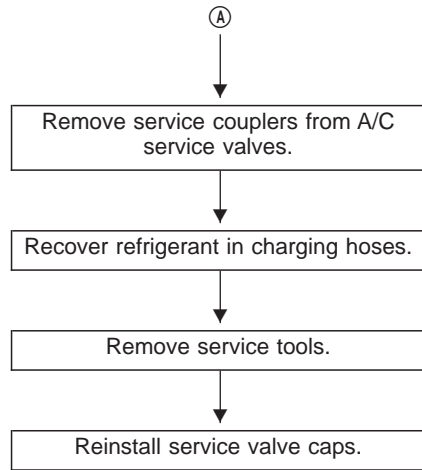 Ⓐ
Remove service couplers from A/C
service valves.
Recover refrigerant in charging hoses.
Remove service tools.
Reinstall service valve caps.